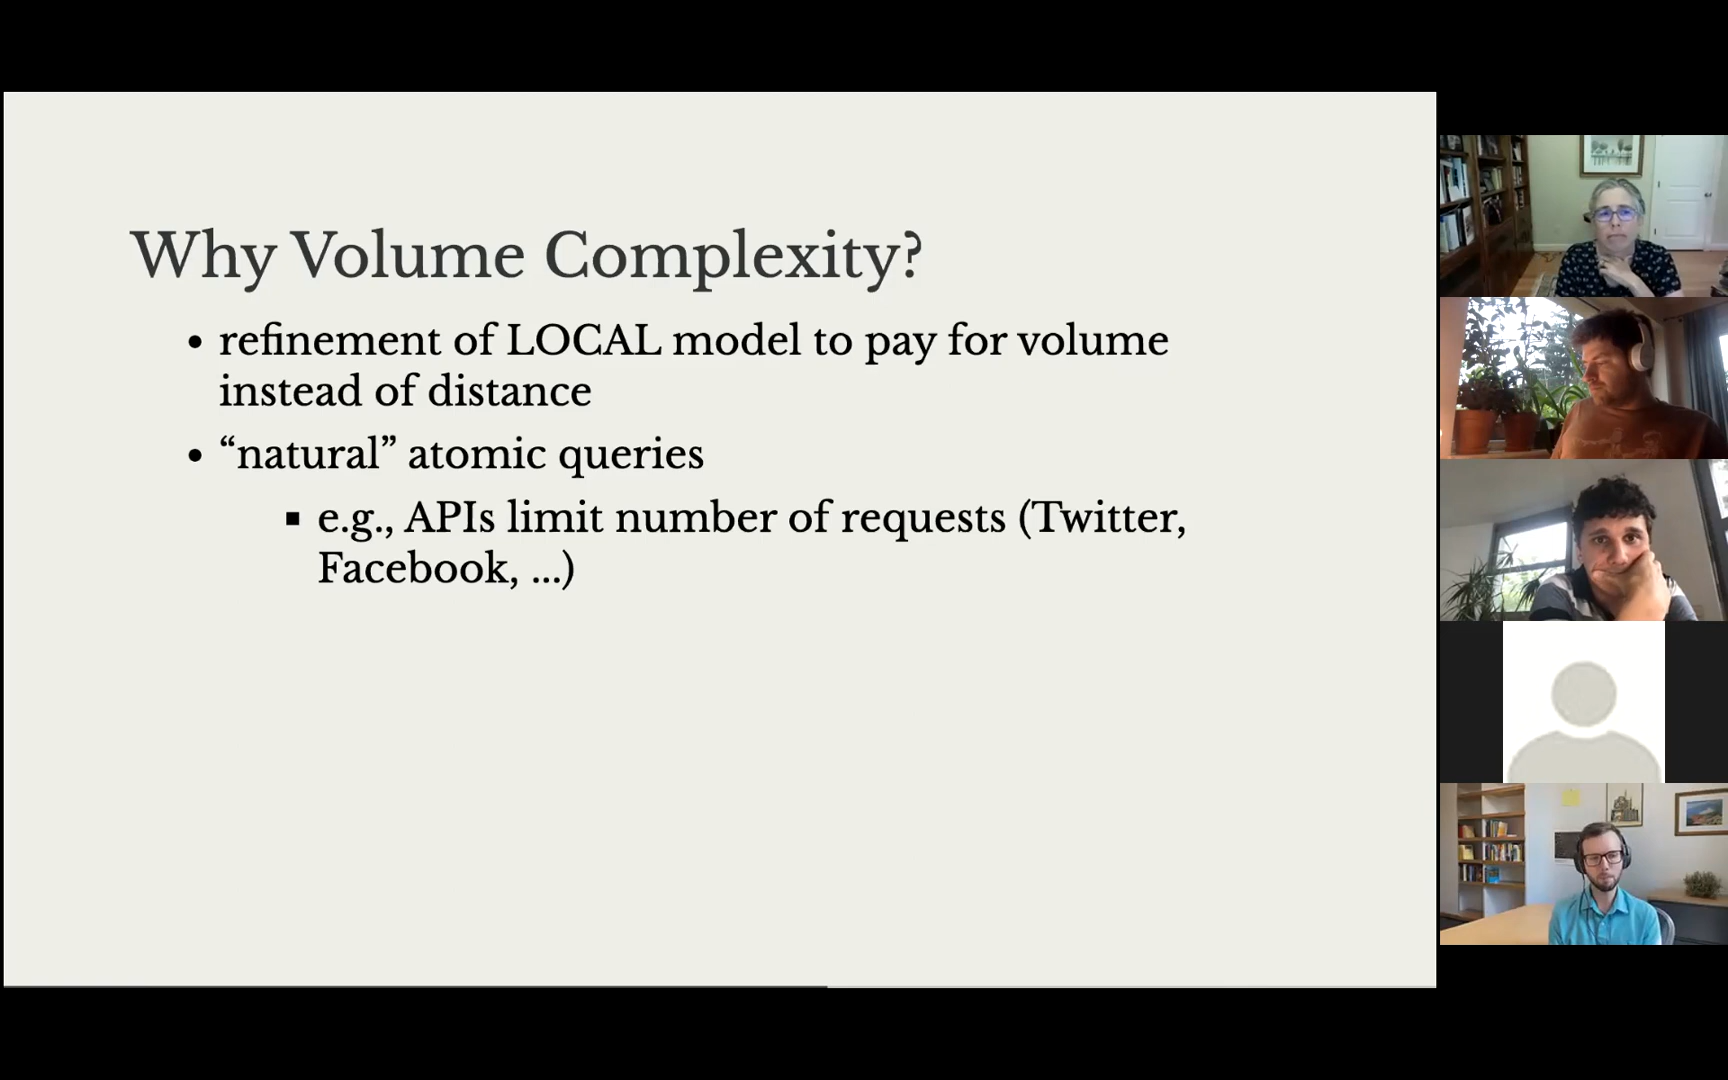 Why Volume Complexity?
• refinement of LOCAL model to pay for volume
instead of distance
• “natural” atomic queries
▪ e.g., APIs limit number of requests (Twitter,
Facebook, ...)